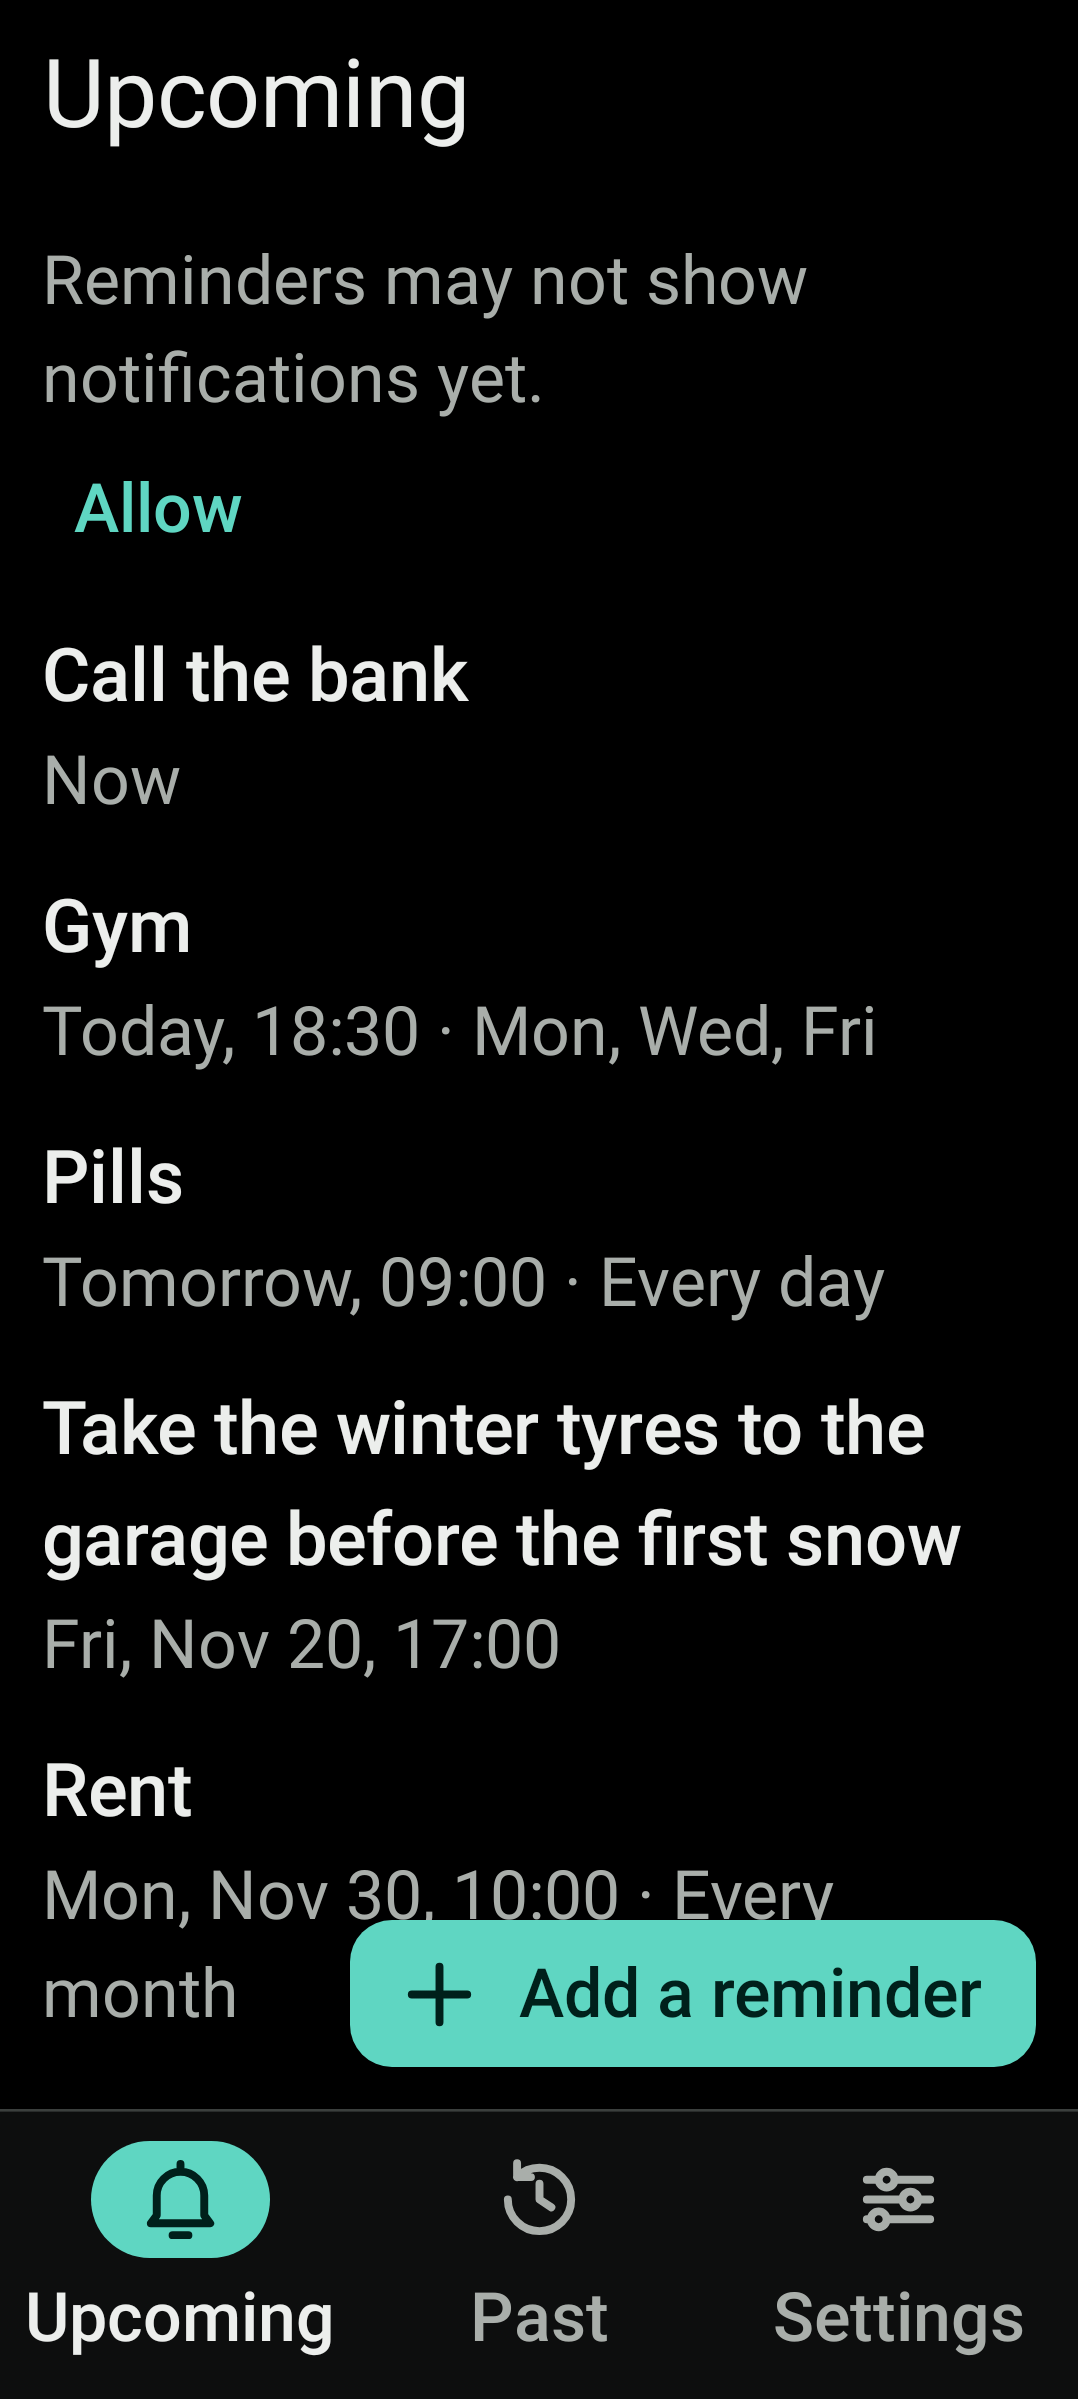 Upcoming
Reminders may not show
notifications yet.
Allow
Call the bank
Now
Gym
Today, 18:30 · Mon, Wed, Fri
Pills
Tomorrow, 09:00 · Every day
Take the winter tyres to the
garage before the first snow
Fri, Nov 20, 17:00
Rent
Mon, Nov 30, 10:00 · Every
month
Add a reminder
Upcoming
Past
Settings